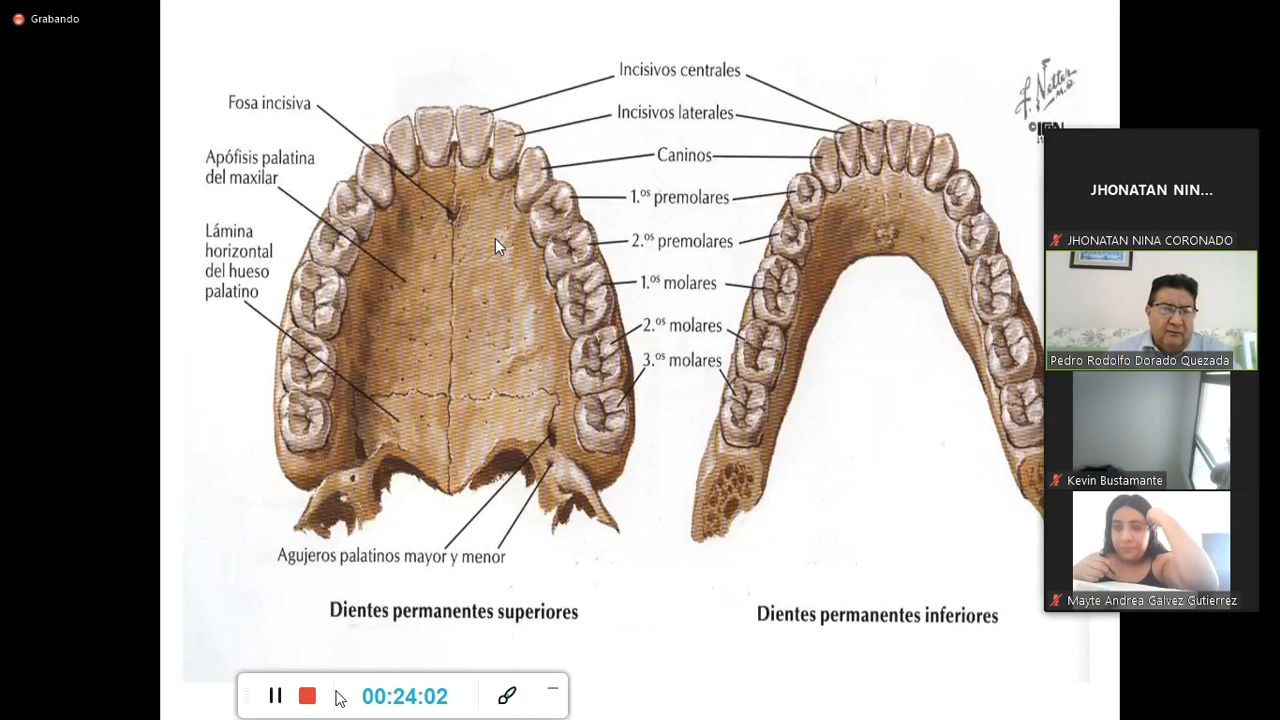 Grabando
Incisivos centrales
Fosa incisiva
Incisivos laterales
Apófisis palatina
del maxilar
Caninos
1.os premolares
Lámina
horizontal
del hueso
palatino
2.os premolares
1.os molares
2.os molares
3.os molares
Agujeros palatinos mayor y menor
Dientes permanentes superiores
Dientes permanentes inferiores
F. Netter
M.D.
JHONATAN NIN...
JHONATAN NINA CORONADO
Pedro Rodolfo Dorado Quezada
Kevin Bustamante
Mayte Andrea Galvez Gutierrez
00:24:02